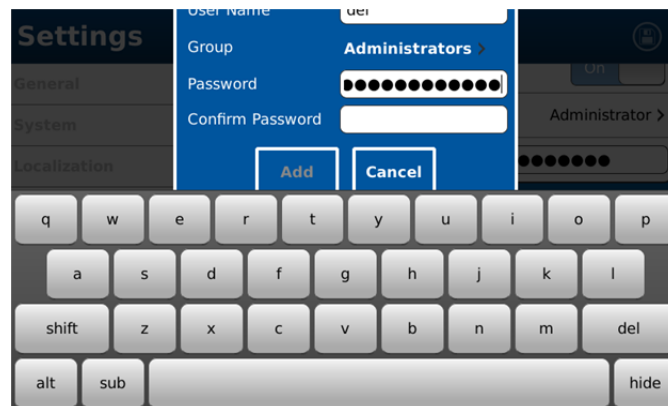 Settings
User Name
def
Group
Administrators >
General
Password
●●●●●●●●●●●●
On
System
Confirm Password
Administrator >
Localization
Add
Cancel
●●●●●●●
q w e r t y u i o p
a s d f g h j k l
shift z x c v b n m del
alt sub hide